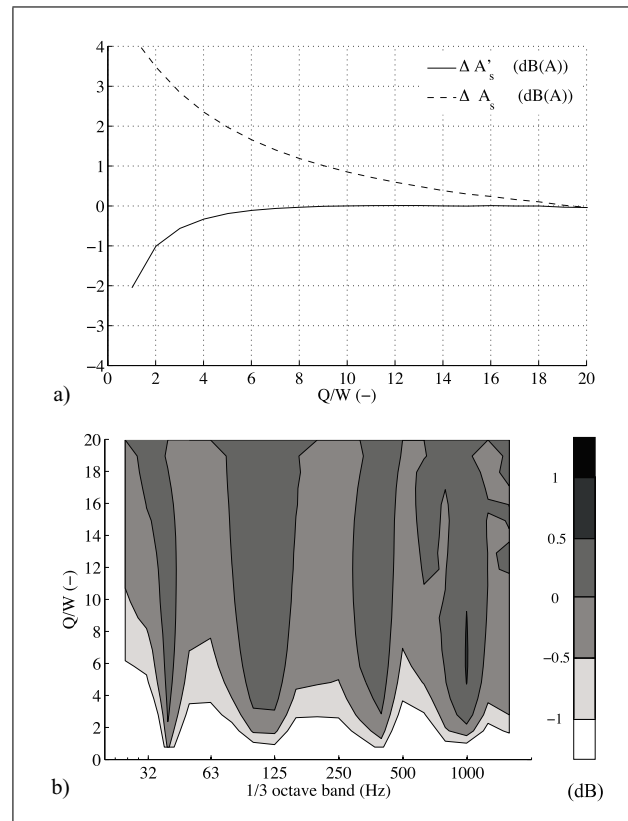 4
3
2
1
0
−1
−2
−3
−4
Δ A's (dB(A))
Δ As (dB(A))
0 2 4 6 8 10 12 14 16 18 20
Q/W (−)
a)
20
18
16
14
12
10
8
6
4
2
0
Q/W (−)
32 63 125 250 500 1000
1/3 octave band (Hz)
b)
1
0.5
0
−0.5
−1
(dB)